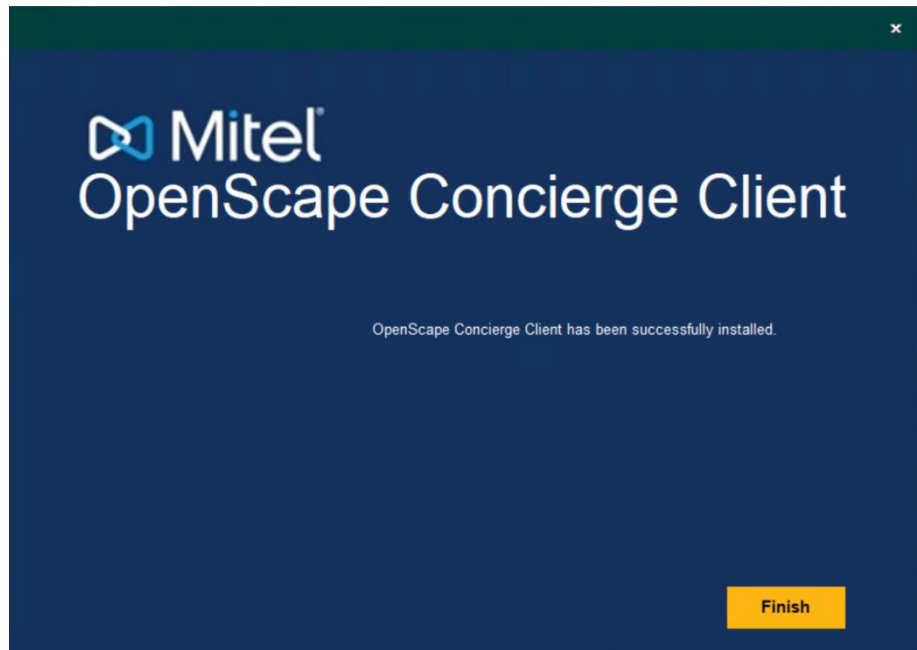 Mitel®
OpenScape Concierge Client
OpenScape Concierge Client has been successfully installed.
Finish